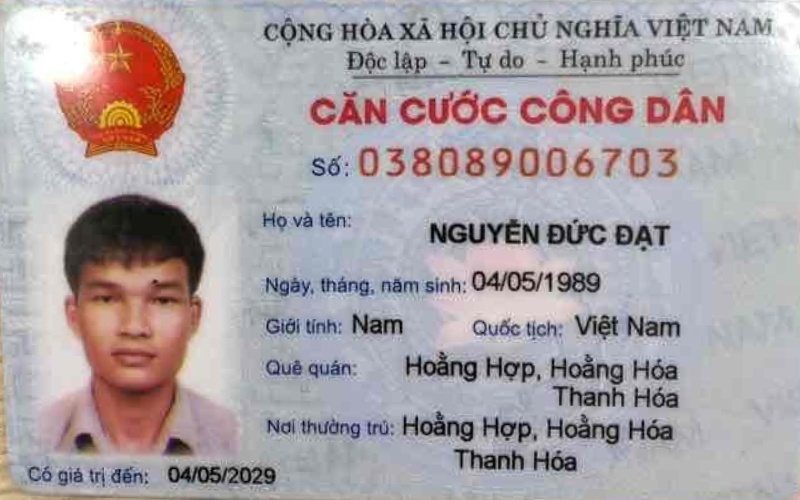 CỘNG HÒA XÃ HỘI CHỦ NGHĨA VIỆT NAM
Độc lập - Tự do - Hạnh phúc
CĂN CƯỚC CÔNG DÂN
Số: 038089006703
Họ và tên: NGUYỄN ĐỨC ĐẠT
Ngày, tháng, năm sinh: 04/05/1989
Giới tính: Nam Quốc tịch: Việt Nam
Quê quán: Hoằng Hợp, Hoằng Hóa
Thanh Hóa
Nơi thường trú: Hoằng Hợp, Hoằng Hóa
Thanh Hóa
Có giá trị đến: 04/05/2029